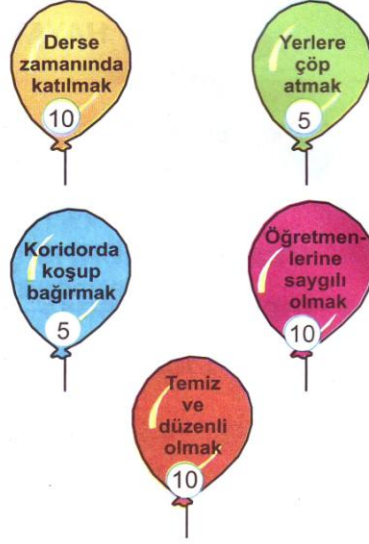 Derse
zamanında
katılmak
10
Yerlere
çöp
atmak
5
Koridorda
koşup
bağırmak
5
Öğretmen-
lerine
saygılı
olmak
10
Temiz
ve
düzenli
olmak
10